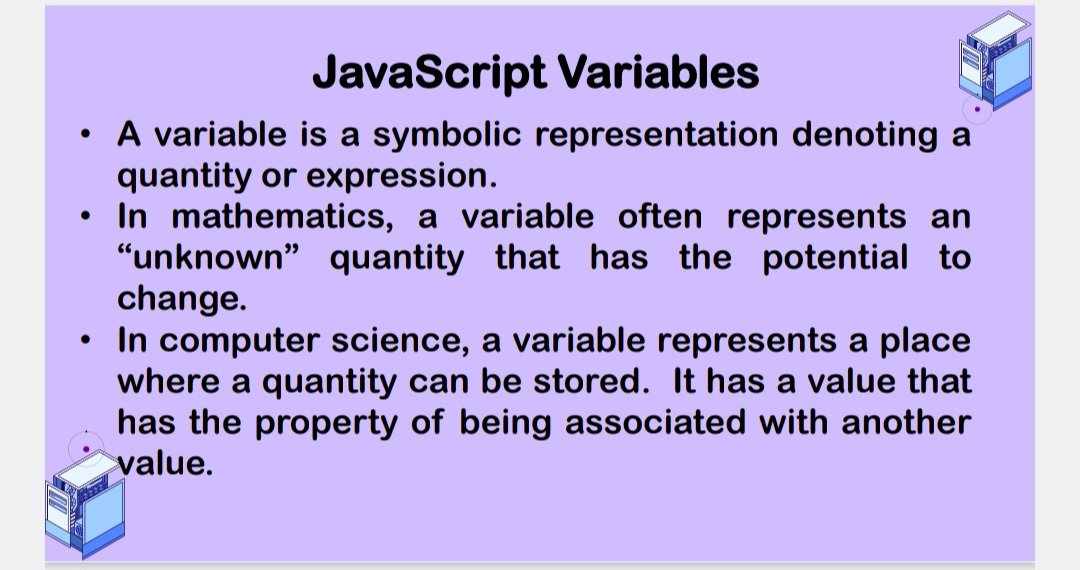 JavaScript Variables
• A variable is a symbolic representation denoting a
quantity or expression.
• In mathematics, a variable often represents an
“unknown” quantity that has the potential to
change.
• In computer science, a variable represents a place
where a quantity can be stored.  It has a value that
has the property of being associated with another
value.